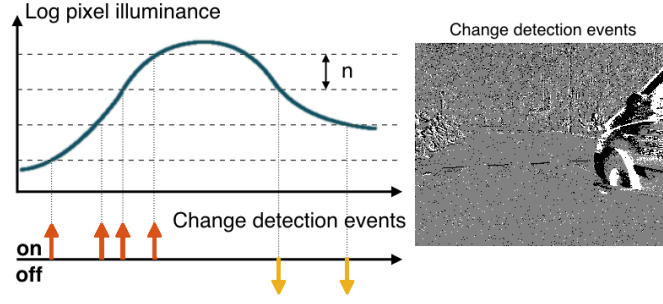 Log pixel illuminance
n
Change detection events
on
off
Change detection events